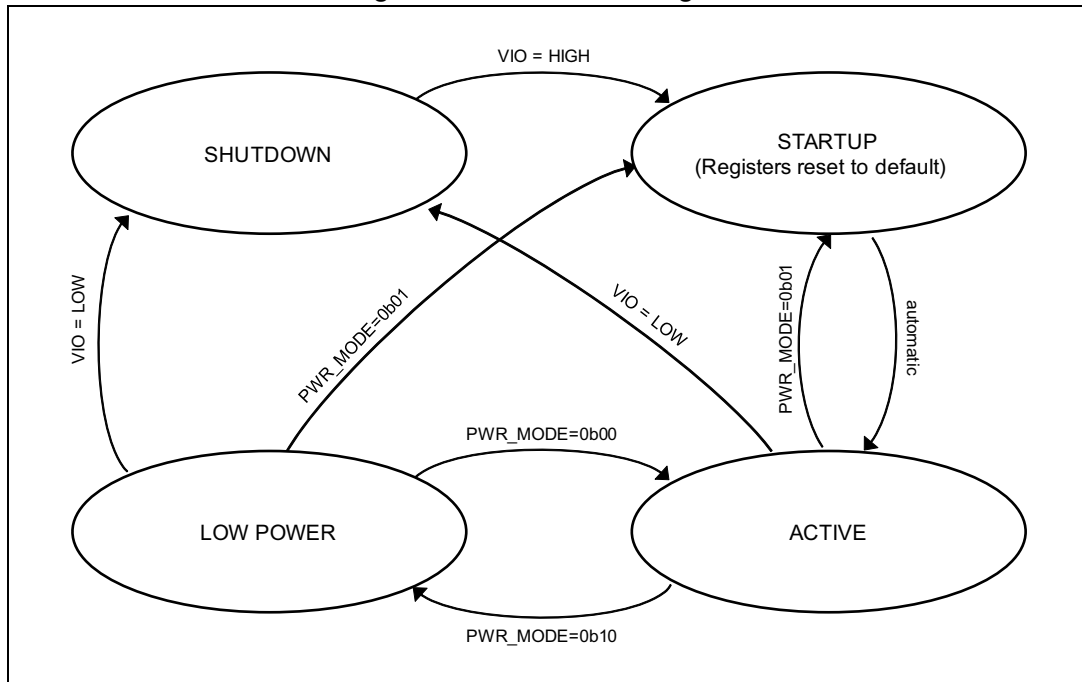 VIO = HIGH
SHUTDOWN
STARTUP
(Registers reset to default)
VIO = LOW
PWR_MODE=0b01
VIO = LOW
PWR_MODE=0b01
automatic
PWR_MODE=0b00
LOW POWER
ACTIVE
PWR_MODE=0b10